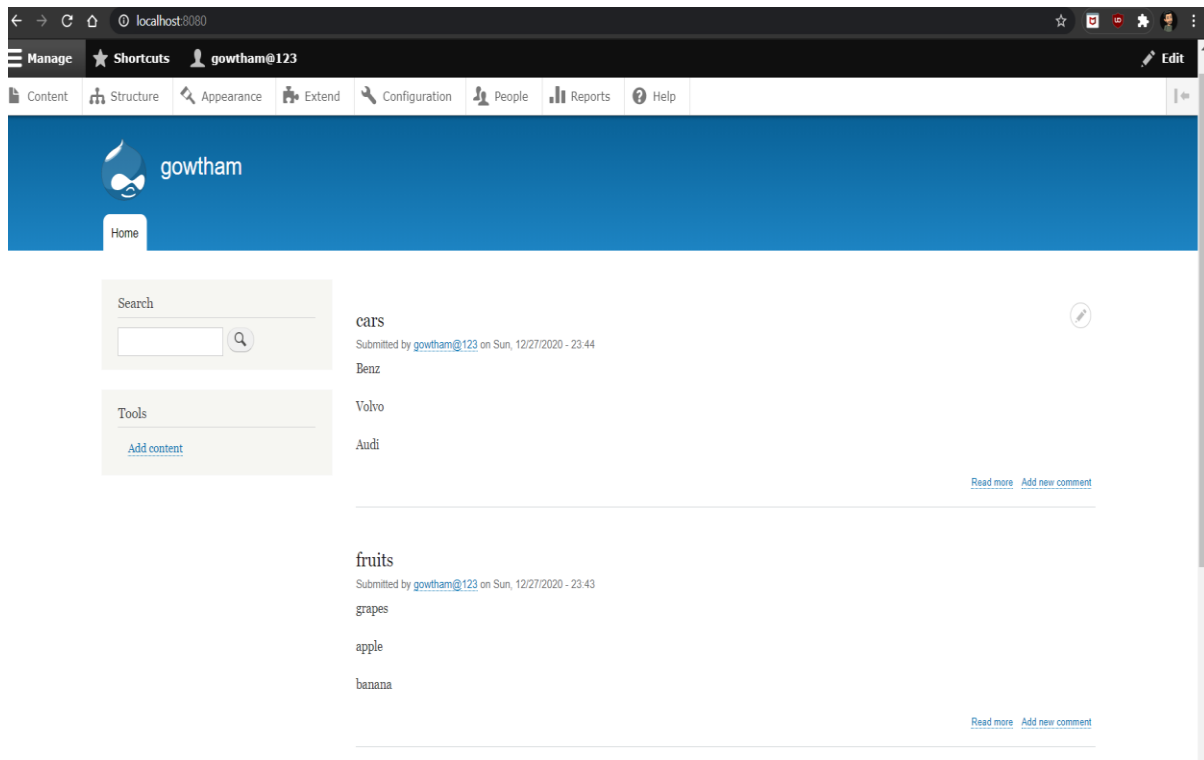 localhost:8080
Manage Shortcuts gowtham@123 Edit
Content Structure Appearance Extend Configuration People Reports Help
gowtham
Home
Search
Tools
Add content
cars
Submitted by gowtham@123 on Sun, 12/27/2020 - 23:44
Benz
Volvo
Audi
Read more Add new comment
fruits
Submitted by gowtham@123 on Sun, 12/27/2020 - 23:43
grapes
apple
banana
Read more Add new comment